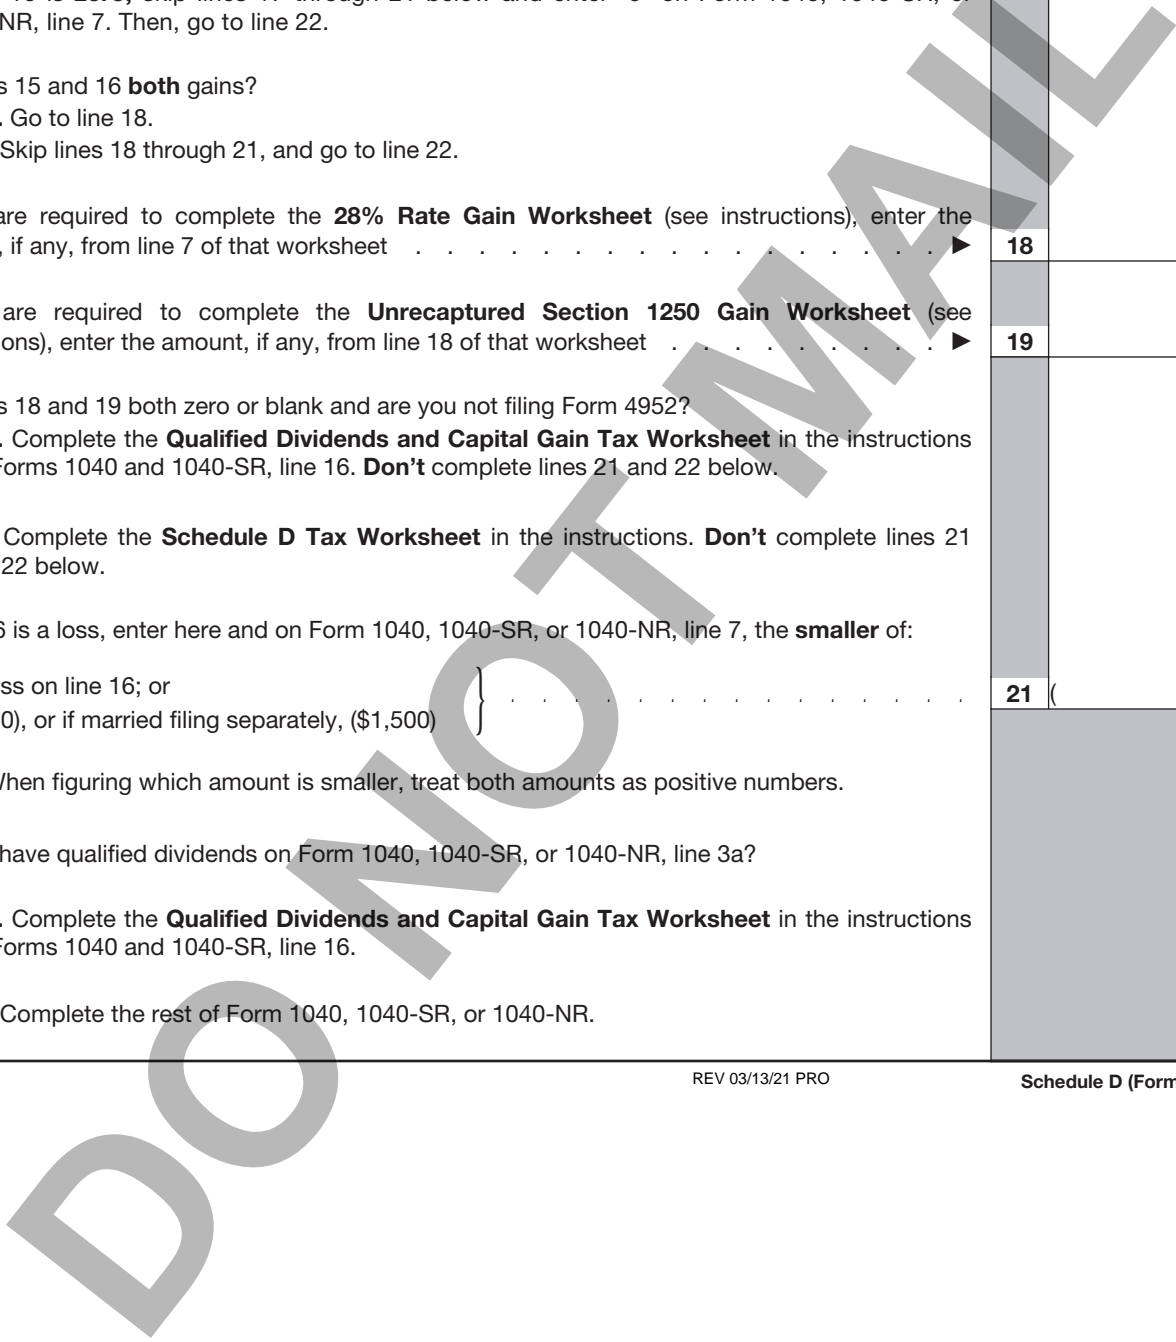 NR, line 7. Then, go to line 22.
s 15 and 16 both gains?
. Go to line 18.
Skip lines 18 through 21, and go to line 22.
are required to complete the 28% Rate Gain Worksheet (see instructions), enter the
, if any, from line 7 of that worksheet . . . . . . . . . . . . . . . . . ▶ 18
are required to complete the Unrecaptured Section 1250 Gain Worksheet (see
ons), enter the amount, if any, from line 18 of that worksheet . . . . . . . . . ▶ 19
s 18 and 19 both zero or blank and are you not filing Form 4952?
. Complete the Qualified Dividends and Capital Gain Tax Worksheet in the instructions
Forms 1040 and 1040-SR, line 16. Don't complete lines 21 and 22 below.
Complete the Schedule D Tax Worksheet in the instructions. Don't complete lines 21
22 below.
6 is a loss, enter here and on Form 1040, 1040-SR, or 1040-NR, line 7, the smaller of:
ss on line 16; or
0), or if married filing separately, ($1,500) } . . . . . . . . . . . . . . . 21 (
When figuring which amount is smaller, treat both amounts as positive numbers.
have qualified dividends on Form 1040, 1040-SR, or 1040-NR, line 3a?
. Complete the Qualified Dividends and Capital Gain Tax Worksheet in the instructions
Forms 1040 and 1040-SR, line 16.
Complete the rest of Form 1040, 1040-SR, or 1040-NR.
REV 03/13/21 PRO Schedule D (Form
DO NOT MAIL